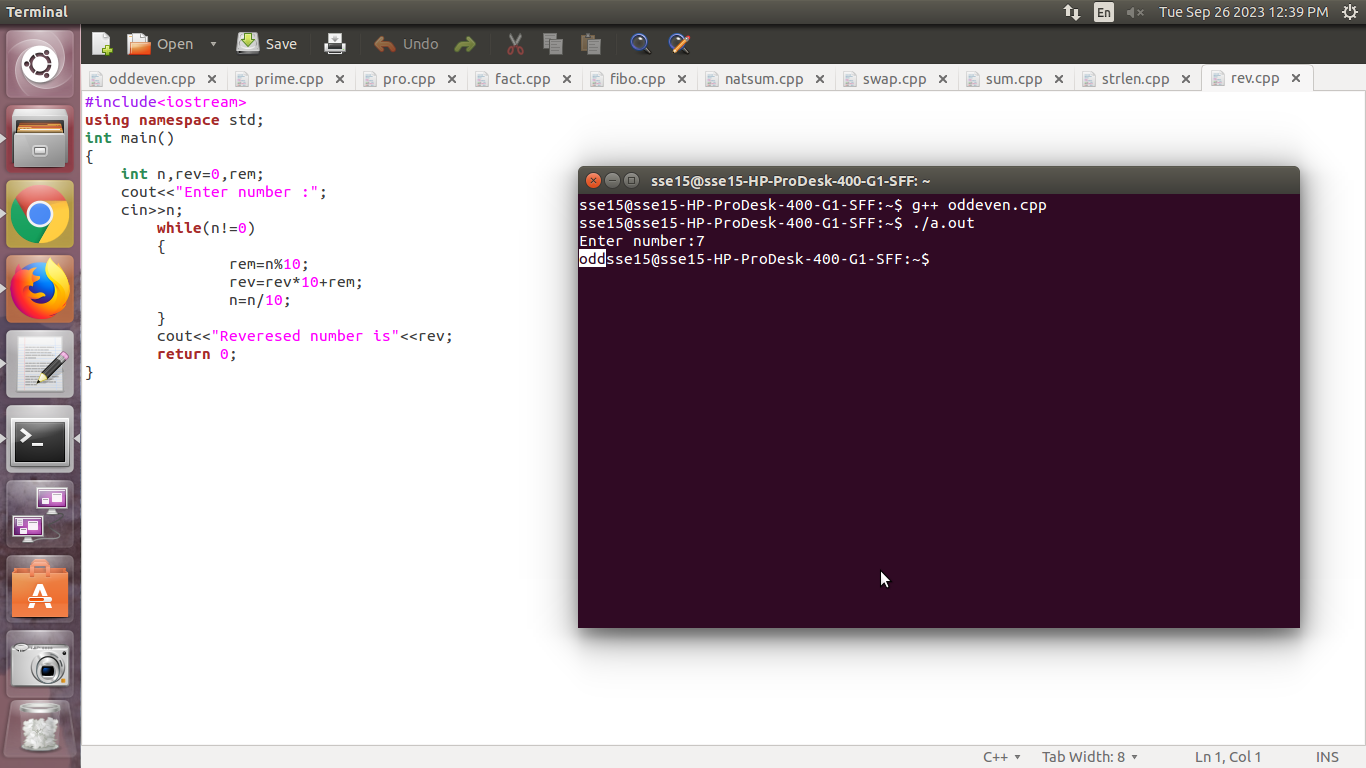 Terminal
En
Tue Sep 26 2023 12:39 PM
Open
Save
Undo
oddeven.cpp
prime.cpp
pro.cpp
fact.cpp
fibo.cpp
natsum.cpp
swap.cpp
sum.cpp
strlen.cpp
rev.cpp
#include<iostream>
using namespace std;
int main()
{
int n,rev=0,rem;
cout<<"Enter number :";
cin>>n;
while(n!=0)
{
rem=n%10;
rev=rev*10+rem;
n=n/10;
}
cout<<"Reveresed number is"<<rev;
return 0;
}
sse15@sse15-HP-ProDesk-400-G1-SFF: ~
sse15@sse15-HP-ProDesk-400-G1-SFF:~$ g++ oddeven.cpp
sse15@sse15-HP-ProDesk-400-G1-SFF:~$ ./a.out
Enter number:7
oddsse15@sse15-HP-ProDesk-400-G1-SFF:~$
C++
Tab Width: 8
Ln 1, Col 1
INS